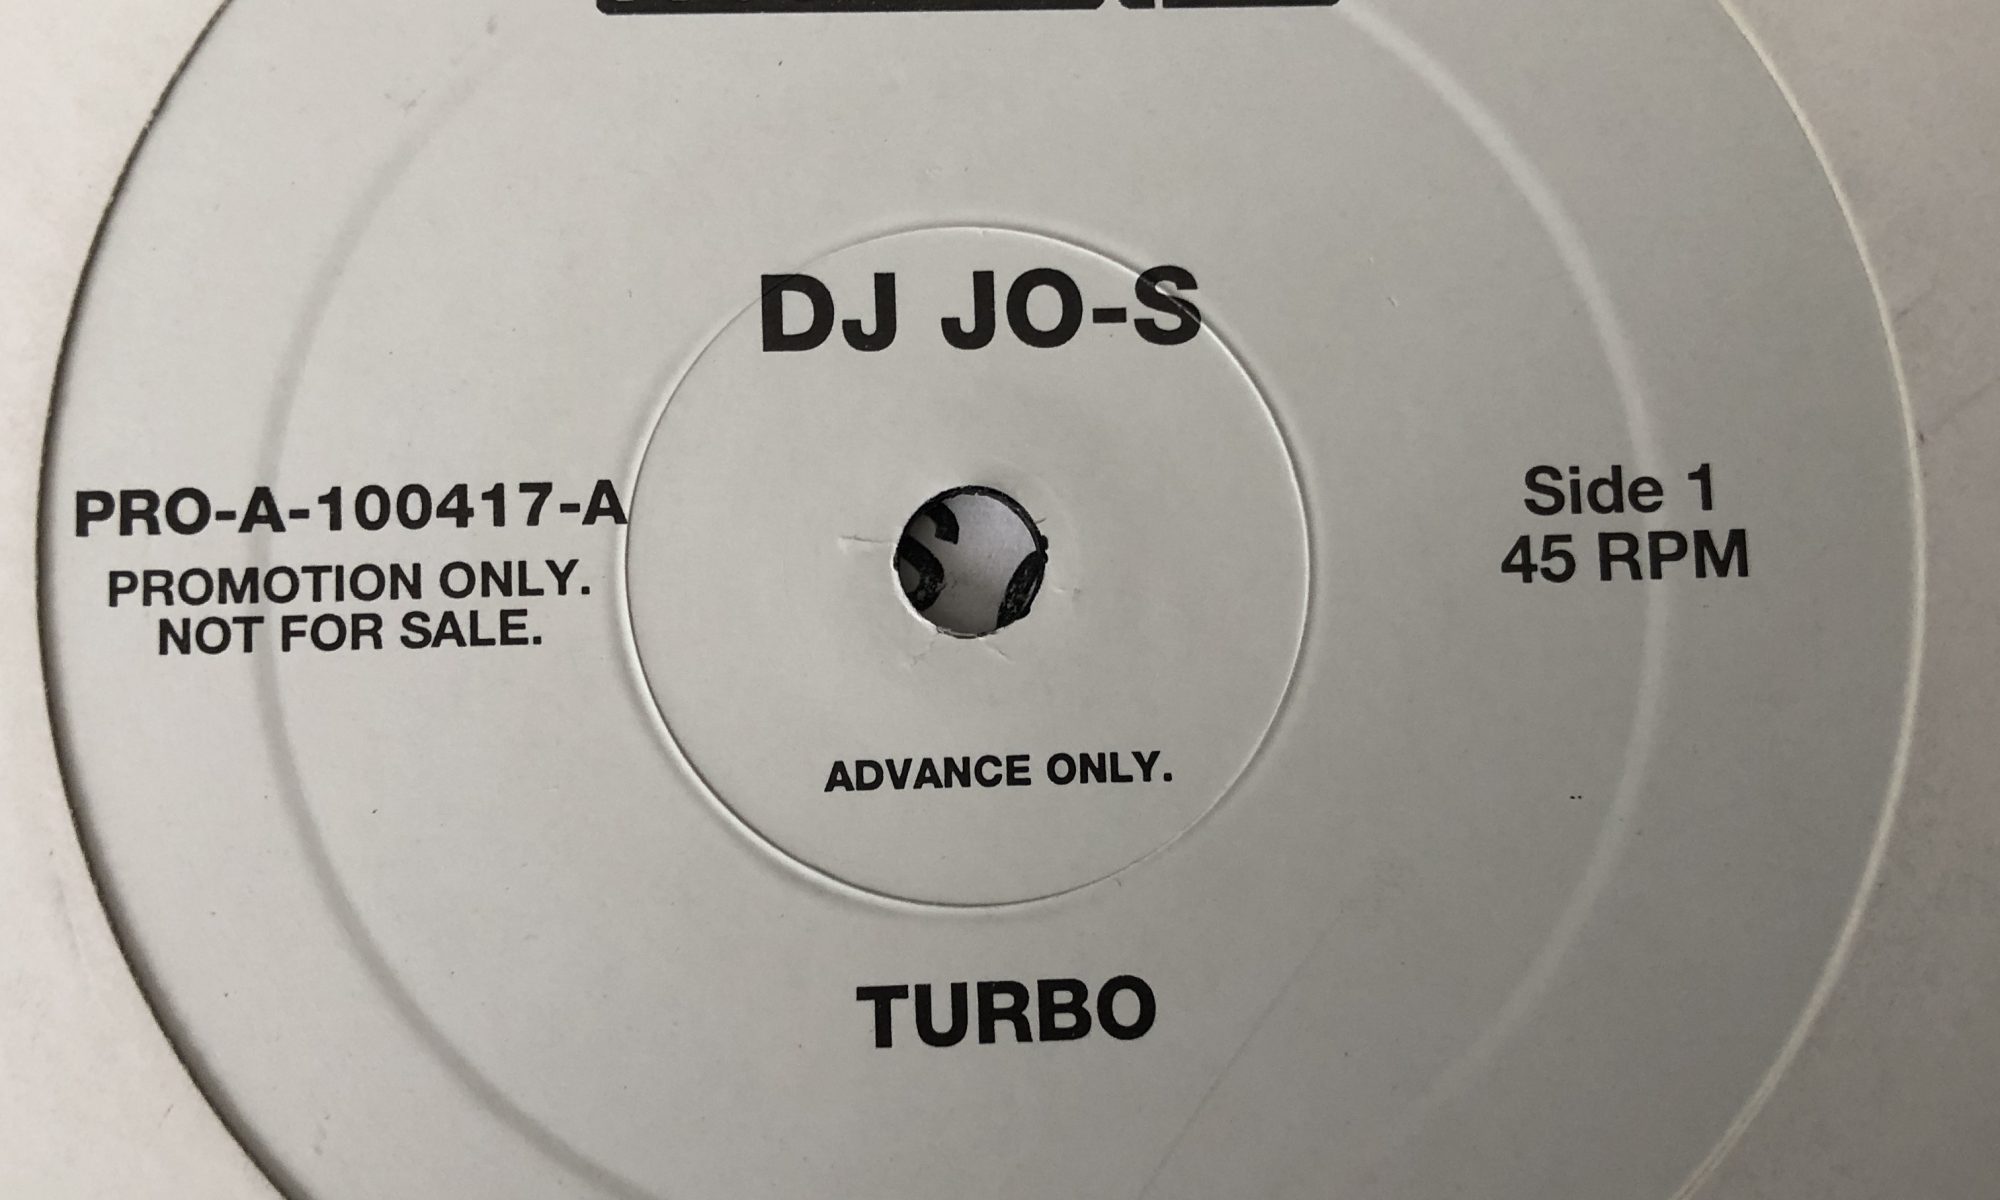 DJ JO-S
PRO-A-100417-A
PROMOTION ONLY.
NOT FOR SALE.
Side 1
45 RPM
ADVANCE ONLY.
TURBO